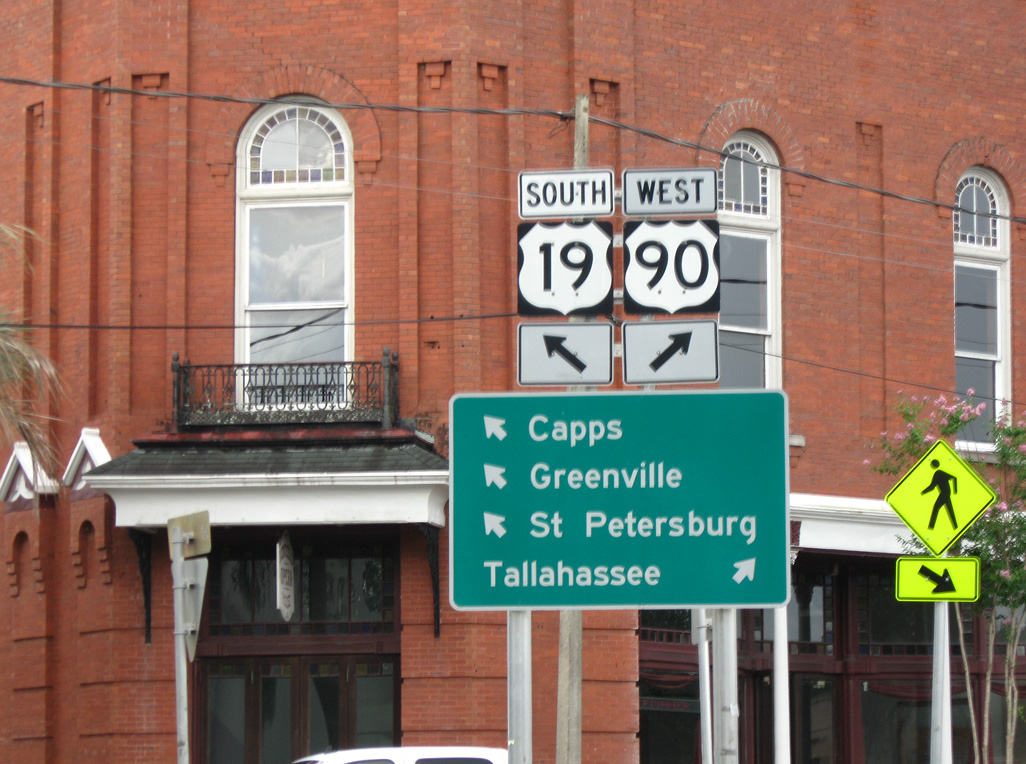 SOUTH WEST
19 90
Capps
Greenville
St Petersburg
Tallahassee